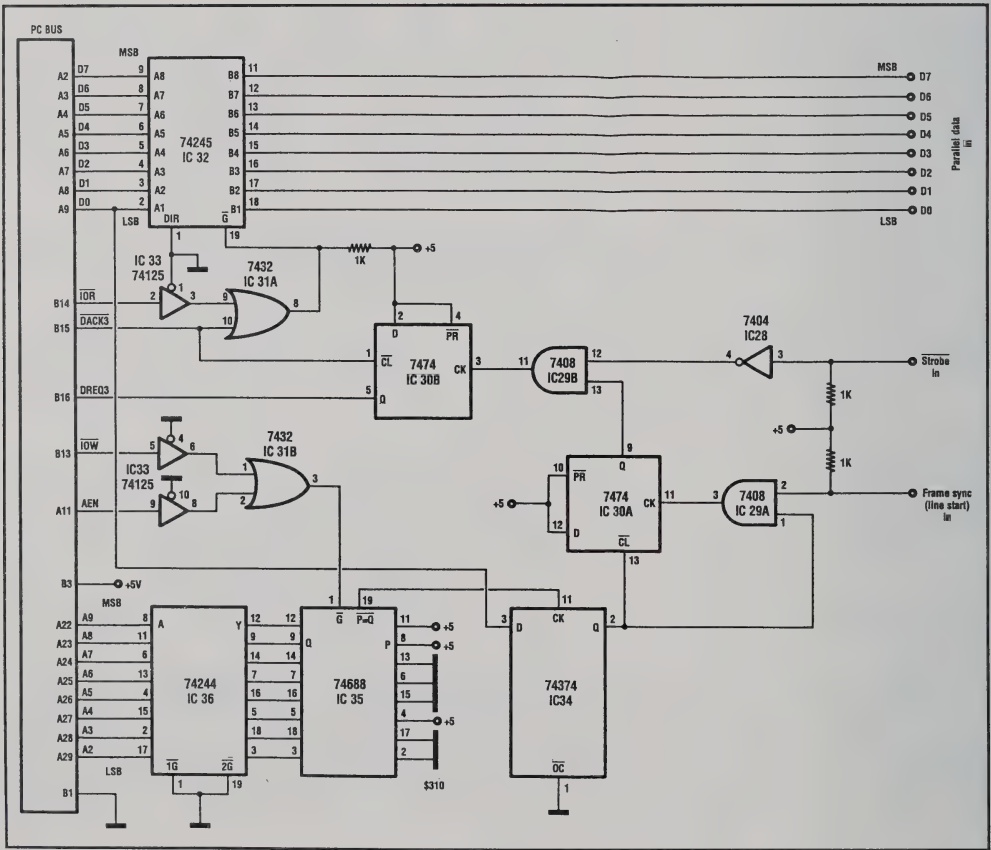 PC BUS
MSB
A2 D7 9 A8 B8 11 MSB D7
A3 D6 8 A7 B7 12 D6
A4 D5 7 A6 B6 13 D5
A5 D4 6 A5 B5 14 D4
A6 D3 5 A4 B4 15 D3
A7 D2 4 A3 B3 16 D2
A8 D1 3 A2 B2 17 D1
A9 D0 2 A1 B1 18 D0
74245
IC 32
Parallel data
in
LSB DIR G LSB
1 19
1K +5
IC 33
74125
7432
IC 31A
B14 IOR 2 1 3 9 8
B15 DACK3 10
2 4
D PR
1 CL
7474
IC 30B
CK 3
11 7408
IC29B
12
13
7404
IC28
4 3
Strobe
in
1K
+5
1K
B16 DREQ3 5 Q
B13 IOW 5 4 6
IC33
74125
7432
IC 31B
1 3
2
A11 AEN 9 10 8
9
Q
10 PR
+5
7474
IC 30A
CK 11
12 D
CL
13
3 7408
IC 29A
2
1
Frame sync
(line start)
in
B3 +5V
MSB
A22 A9 8 A Y 12 12
A23 A8 11 9 9 Q
A24 A7 6 14 14
A25 A6 13 7 7
A26 A5 4 16 16
A27 A4 15 5 5
A28 A3 2 18 18
A29 A2 17 3 3
74244
IC 36
LSB
1G 2G
1 19
B1
1 19
G P=Q
74688
IC 35
11 +5
P 8 +5
13
6
15
4 +5
17
2
$310
11
CK
3 D Q 2
74374
IC34
OC
1